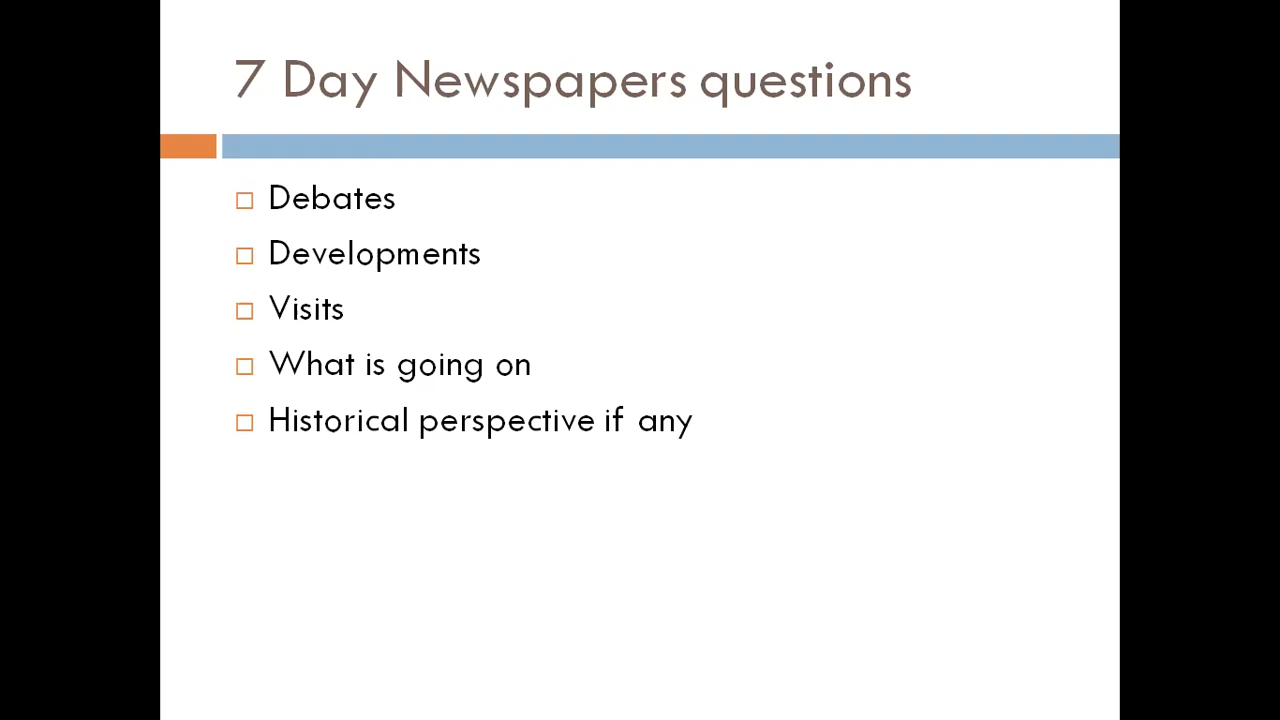 7 Day Newspapers questions
Debates
Developments
Visits
What is going on
Historical perspective if any